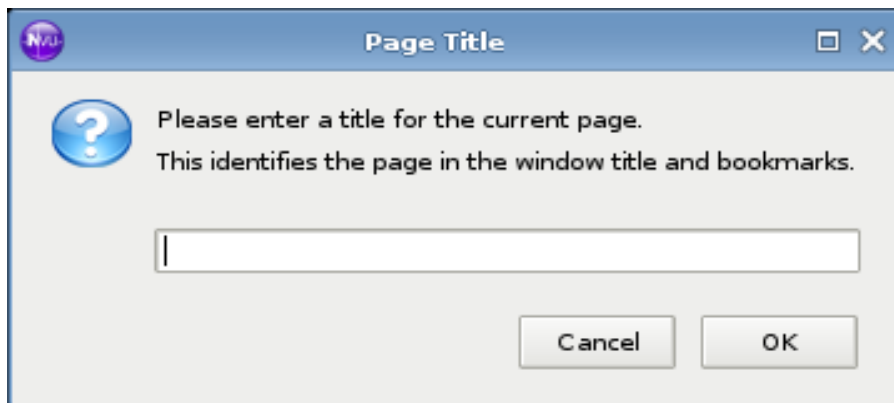 Nvu
Page Title
Please enter a title for the current page.
This identifies the page in the window title and bookmarks.
Cancel
OK